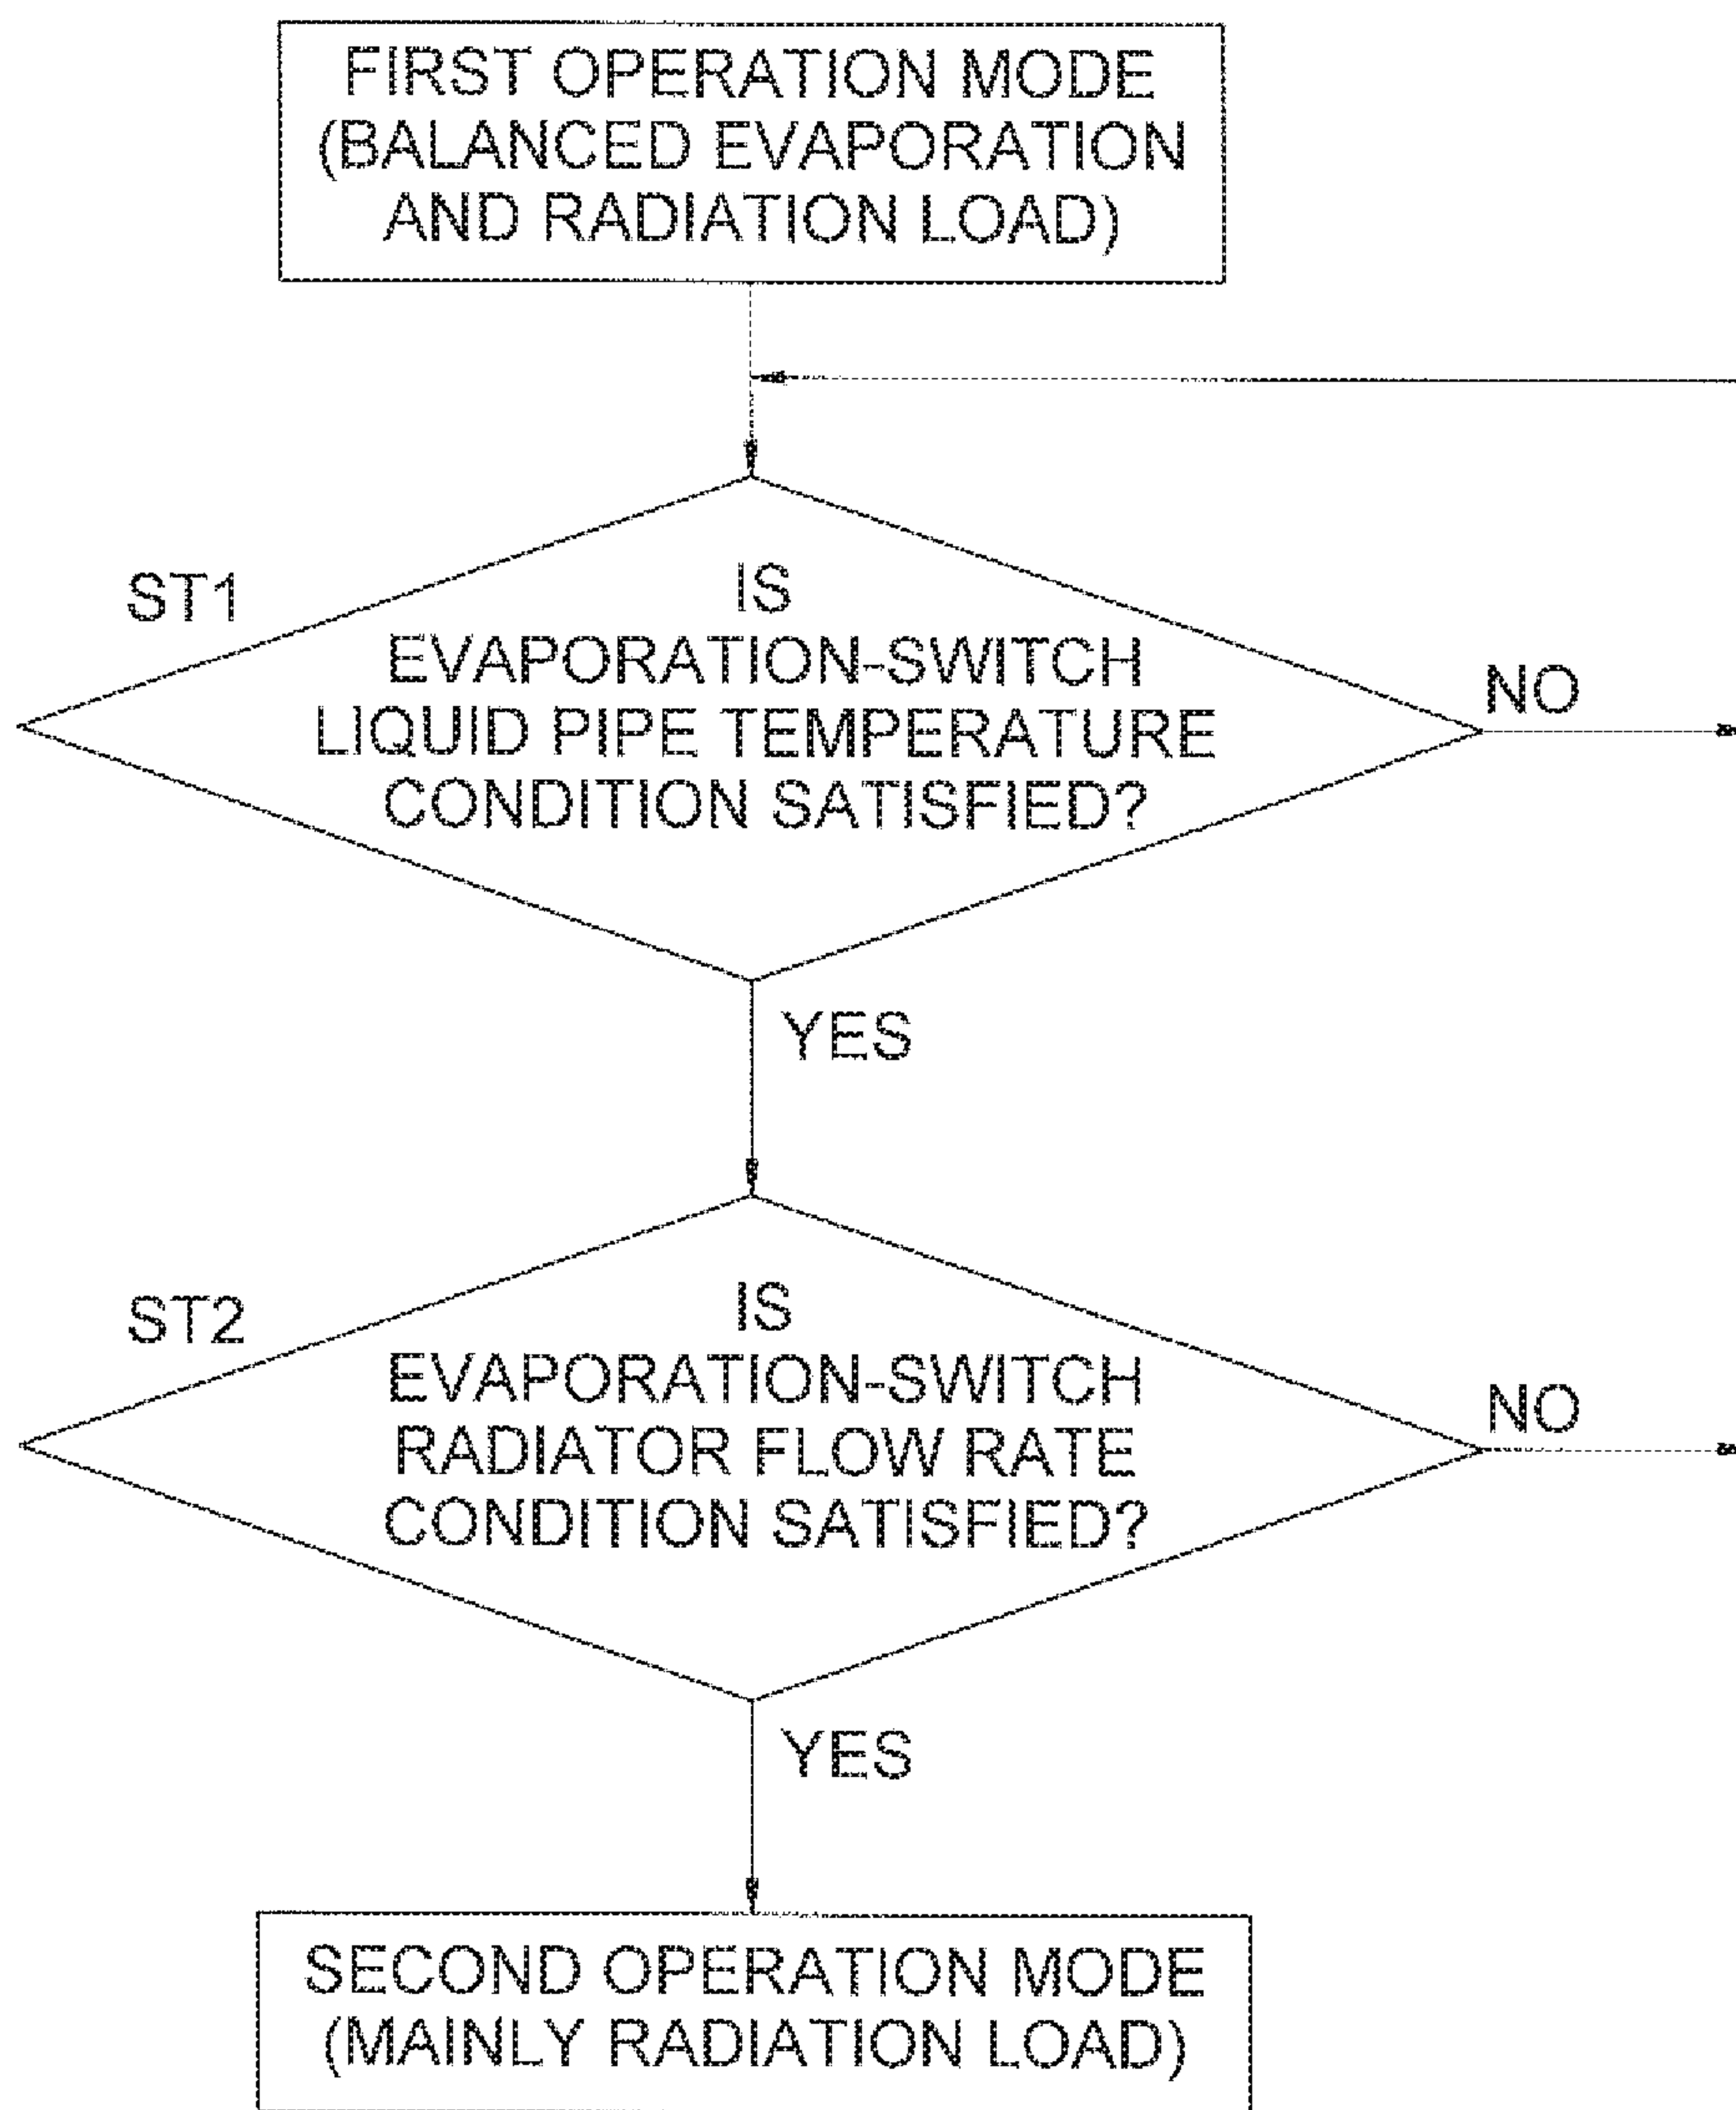 FIRST OPERATION MODE
(BALANCED EVAPORATION
AND RADIATION LOAD)
ST1
IS
EVAPORATION-SWITCH
LIQUID PIPE TEMPERATURE
CONDITION SATISFIED?
NO
YES
ST2
IS
EVAPORATION-SWITCH
RADIATOR FLOW RATE
CONDITION SATISFIED?
NO
YES
SECOND OPERATION MODE
(MAINLY RADIATION LOAD)